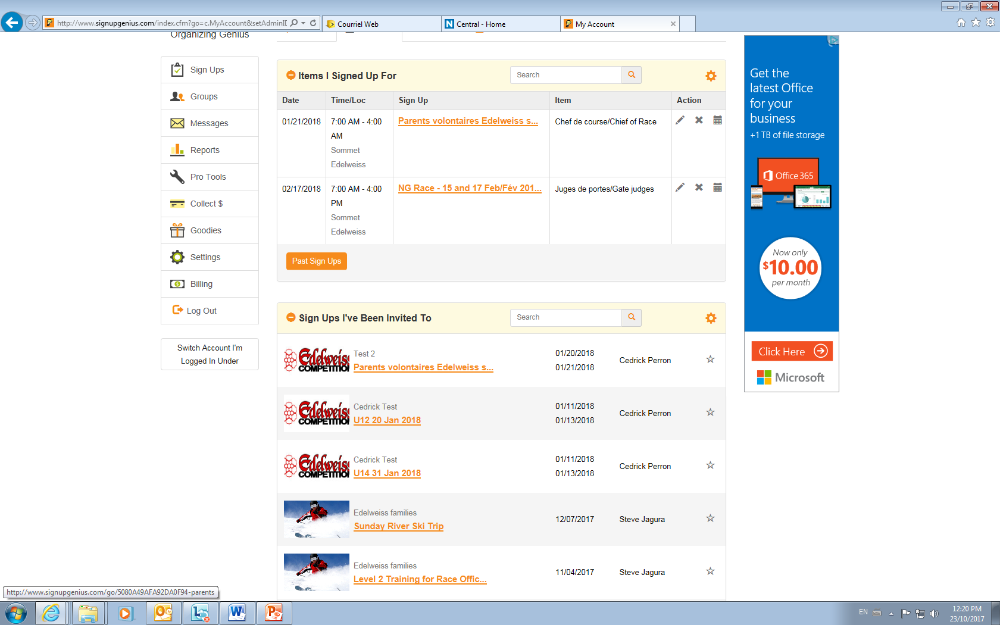 http://www.signupgenius.com/index.cfm?go=c.MyAccount&setAdminID
Courriel Web
Central - Home
My Account
Organizing Genius
Sign Ups
Groups
Messages
Reports
Pro Tools
Collect $
Goodies
Settings
Billing
Log Out
Switch Account I'm
Logged In Under
Items I Signed Up For
Search
Date Time/Loc Sign Up Item Action
01/21/2018 7:00 AM - 4:00 Parents volontaires Edelweiss s... Chef de course/Chief of Race
AM
Sommet
Edelweiss
02/17/2018 7:00 AM - 4:00 NG Race - 15 and 17 Feb/Fév 201... Juges de portes/Gate judges
PM
Sommet
Edelweiss
Past Sign Ups
Sign Ups I've Been Invited To
Search
Edelweiss
COMPETITION
Test 2
Parents volontaires Edelweiss s...
01/20/2018
01/21/2018
Cedrick Perron
Edelweiss
COMPETITION
Cedrick Test
U12 20 Jan 2018
01/11/2018
01/13/2018
Cedrick Perron
Edelweiss
COMPETITION
Cedrick Test
U14 31 Jan 2018
01/11/2018
01/13/2018
Cedrick Perron
Edelweiss families
Sunday River Ski Trip
12/07/2017
Steve Jagura
Edelweiss families
Level 2 Training for Race Offic...
11/04/2017
Steve Jagura
Get the
latest Office
for your
business
+1 TB of file storage
Office 365
Now only
$10.00
per month
Click Here
Microsoft
http://www.signupgenius.com/go/5080A49AFA92DA0F94-parents
EN
12:20 PM
23/10/2017